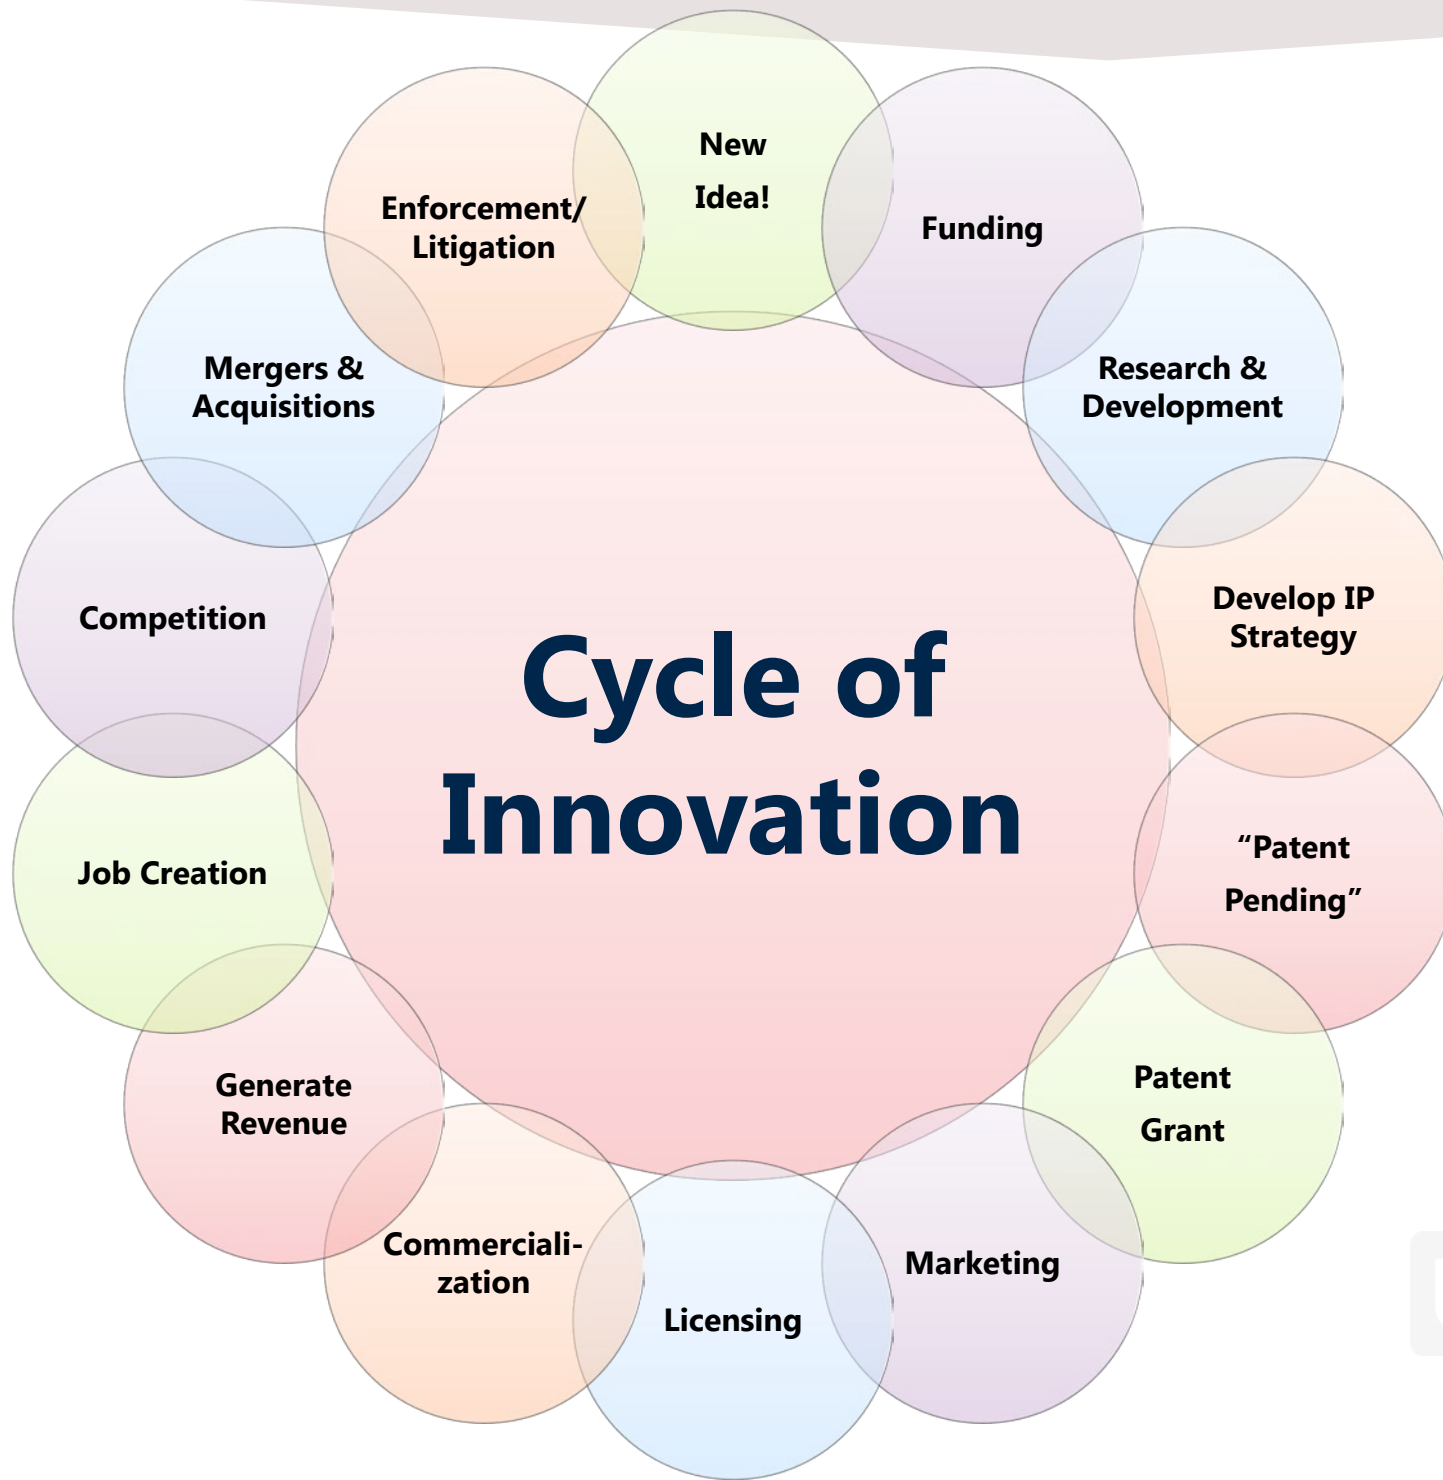 New
Idea!
Funding
Research &
Development
Develop IP
Strategy
“Patent
Pending”
Patent
Grant
Marketing
Licensing
Commerciali-
zation
Generate
Revenue
Job Creation
Competition
Mergers &
Acquisitions
Enforcement/
Litigation
Cycle of
Innovation